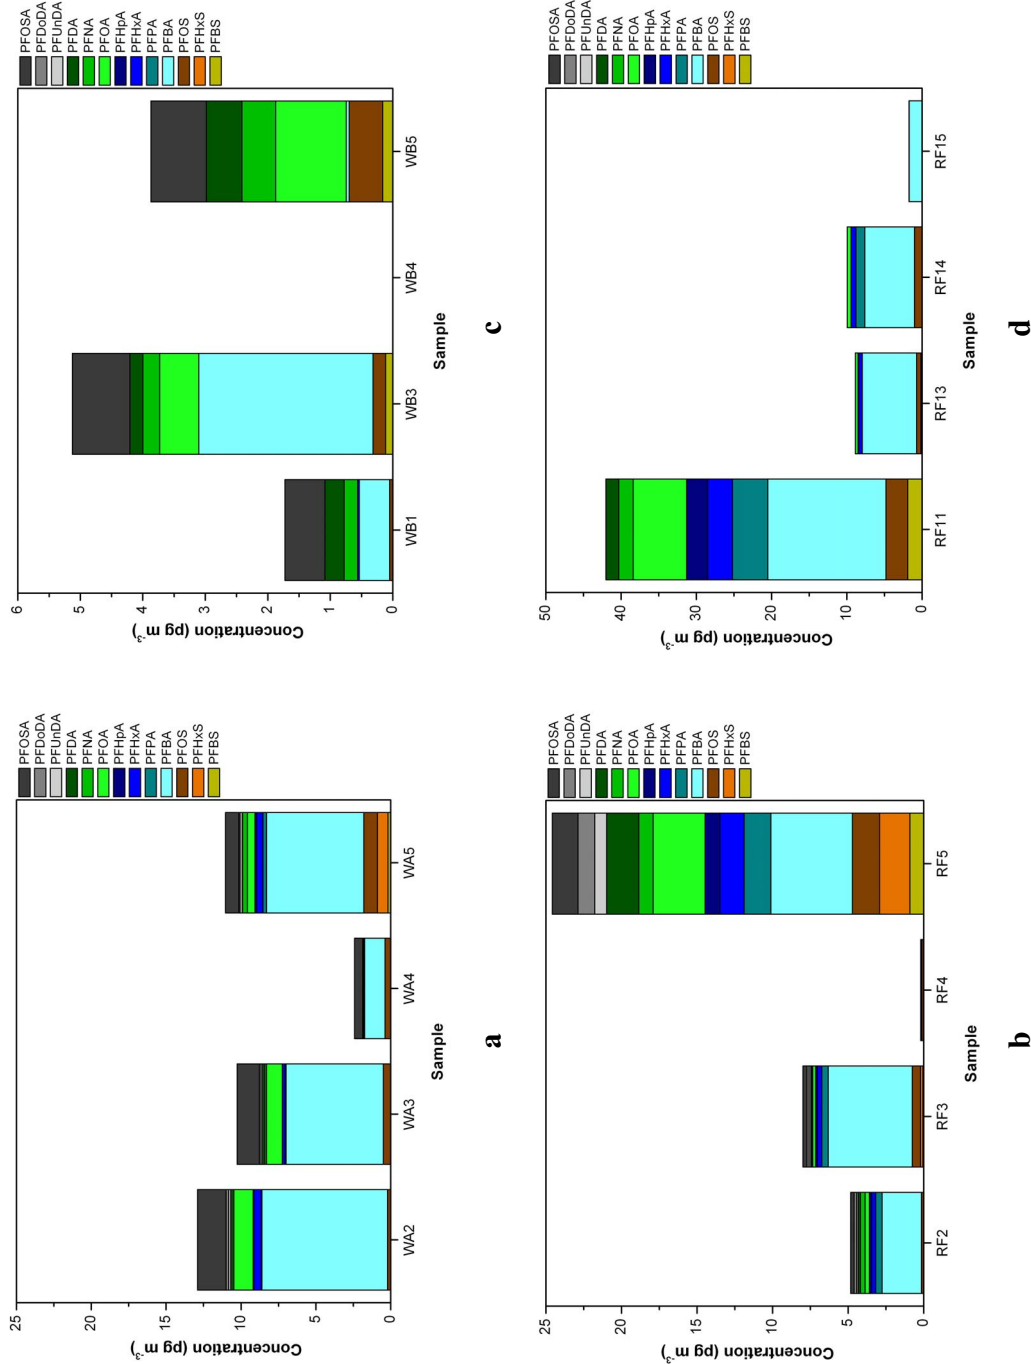 PFOSA
PFDoDA
PFUnDA
PFDA
PFNA
PFOA
PFHpA
PFHxA
PFPA
PFBA
PFOS
PFHxS
PFBS
25
20
15
10
5
0
Concentration (pg m⁻³)
WA2
WA3
WA4
WA5
Sample
a
PFOSA
PFDoDA
PFUnDA
PFDA
PFNA
PFOA
PFHpA
PFHxA
PFPA
PFBA
PFOS
PFHxS
PFBS
6
5
4
3
2
1
0
Concentration (pg m⁻³)
WB1
WB3
WB4
WB5
Sample
c
PFOSA
PFDoDA
PFUnDA
PFDA
PFNA
PFOA
PFHpA
PFHxA
PFPA
PFBA
PFOS
PFHxS
PFBS
25
20
15
10
5
0
Concentration (pg m⁻³)
RF2
RF3
RF4
RF5
Sample
b
PFOSA
PFDoDA
PFUnDA
PFDA
PFNA
PFOA
PFHpA
PFHxA
PFPA
PFBA
PFOS
PFHxS
PFBS
50
40
30
20
10
0
Concentration (pg m⁻³)
RF11
RF13
RF14
RF15
Sample
d